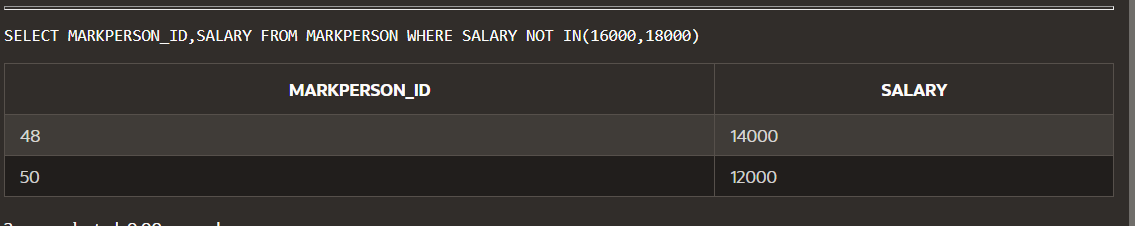 SELECT MARKPERSON_ID,SALARY FROM MARKPERSON WHERE SALARY NOT IN(16000,18000)
MARKPERSON_ID SALARY
48 14000
50 12000